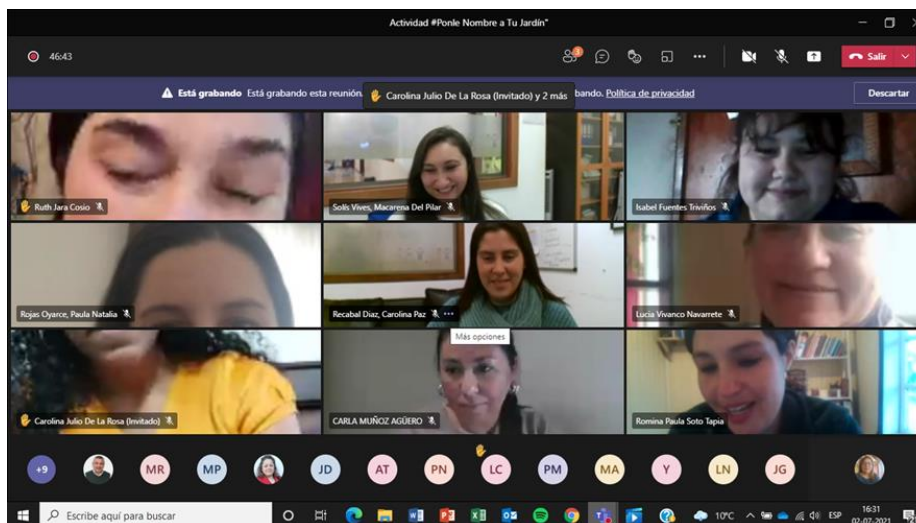 Actividad #Ponle Nombre a Tu Jardín"
46:43
3
Salir
Está grabando Está grabando esta reunión.
Carolina Julio De La Rosa (Invitado) y 2 más
bando. Política de privacidad
Descartar
Ruth Jara Cosio
Solís Vives, Macarena Del Pilar
Isabel Fuentes Triviños
Rojas Oyarce, Paula Natalia
Recabal Diaz, Carolina Paz
Lucia Vivanco Navarrete
Más opciones
Carolina Julio De La Rosa (Invitado)
CARLA MUÑOZ AGÜERO
Romina Paula Soto Tapia
+9
MR
MP
JD
AT
PN
LC
PM
MA
Y
LN
JG
Escribe aquí para buscar
10°C
ESP
16:31
02-07-2021